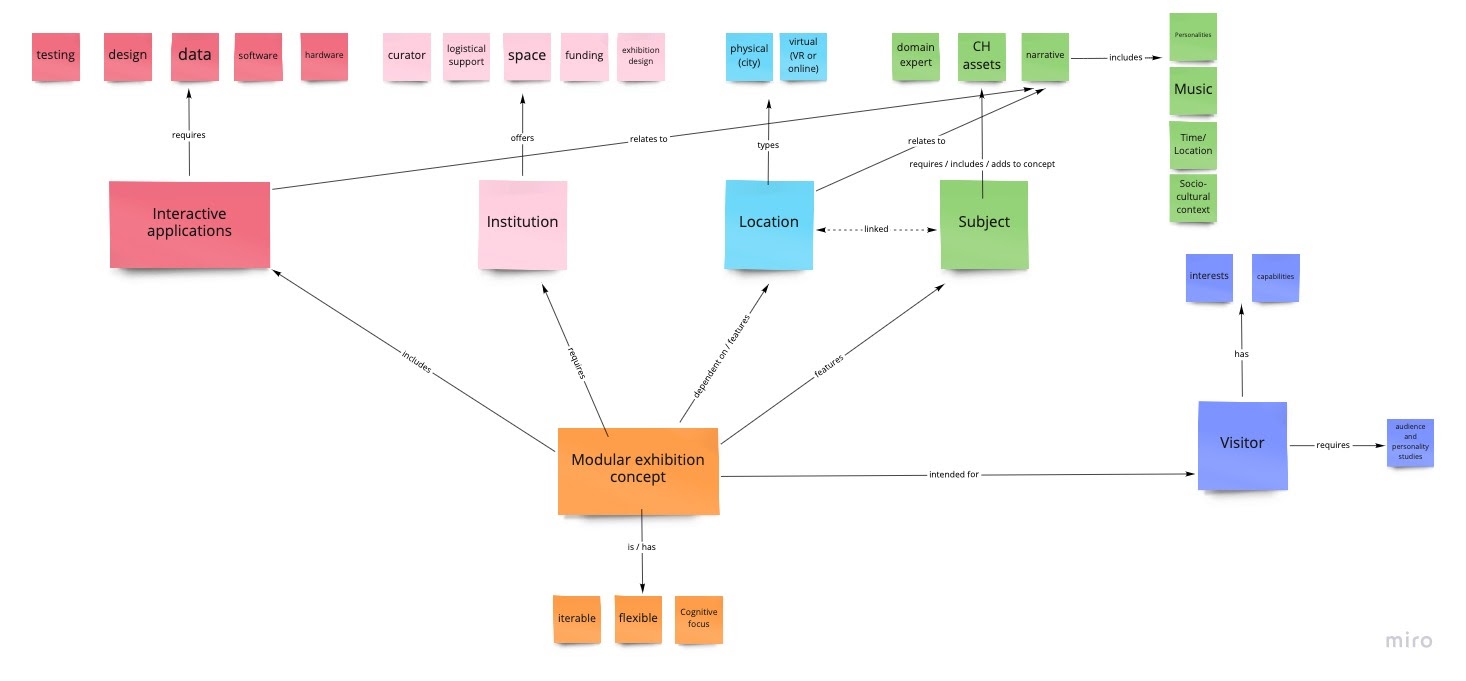 testing
design
data
software
hardware
curator
logistical
support
space
funding
exhibition
design
physical
(city)
virtual
(VR or
online)
domain
expert
CH
assets
narrative
includes
Personalities
Music
Time/
Location
Socio-
cultural
context
requires
offers
relates to
types
relates to
requires / includes / adds to concept
Interactive
applications
Institution
Location
linked
Subject
interests
capabilities
includes
requires
dependent on / features
features
has
Modular exhibition
concept
intended for
Visitor
requires
audience
and
personality
studies
is / has
iterable
flexible
Cognitive
focus
miro